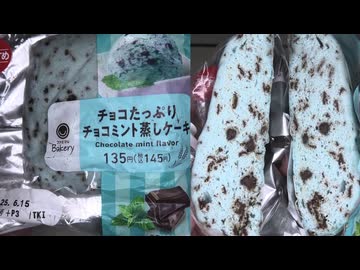 チョコたっぷり
チョコミント蒸しケーキ
Chocolate mint flavor
Bakery
135円(税込145円)
25. 6.15
+P3 /TKI